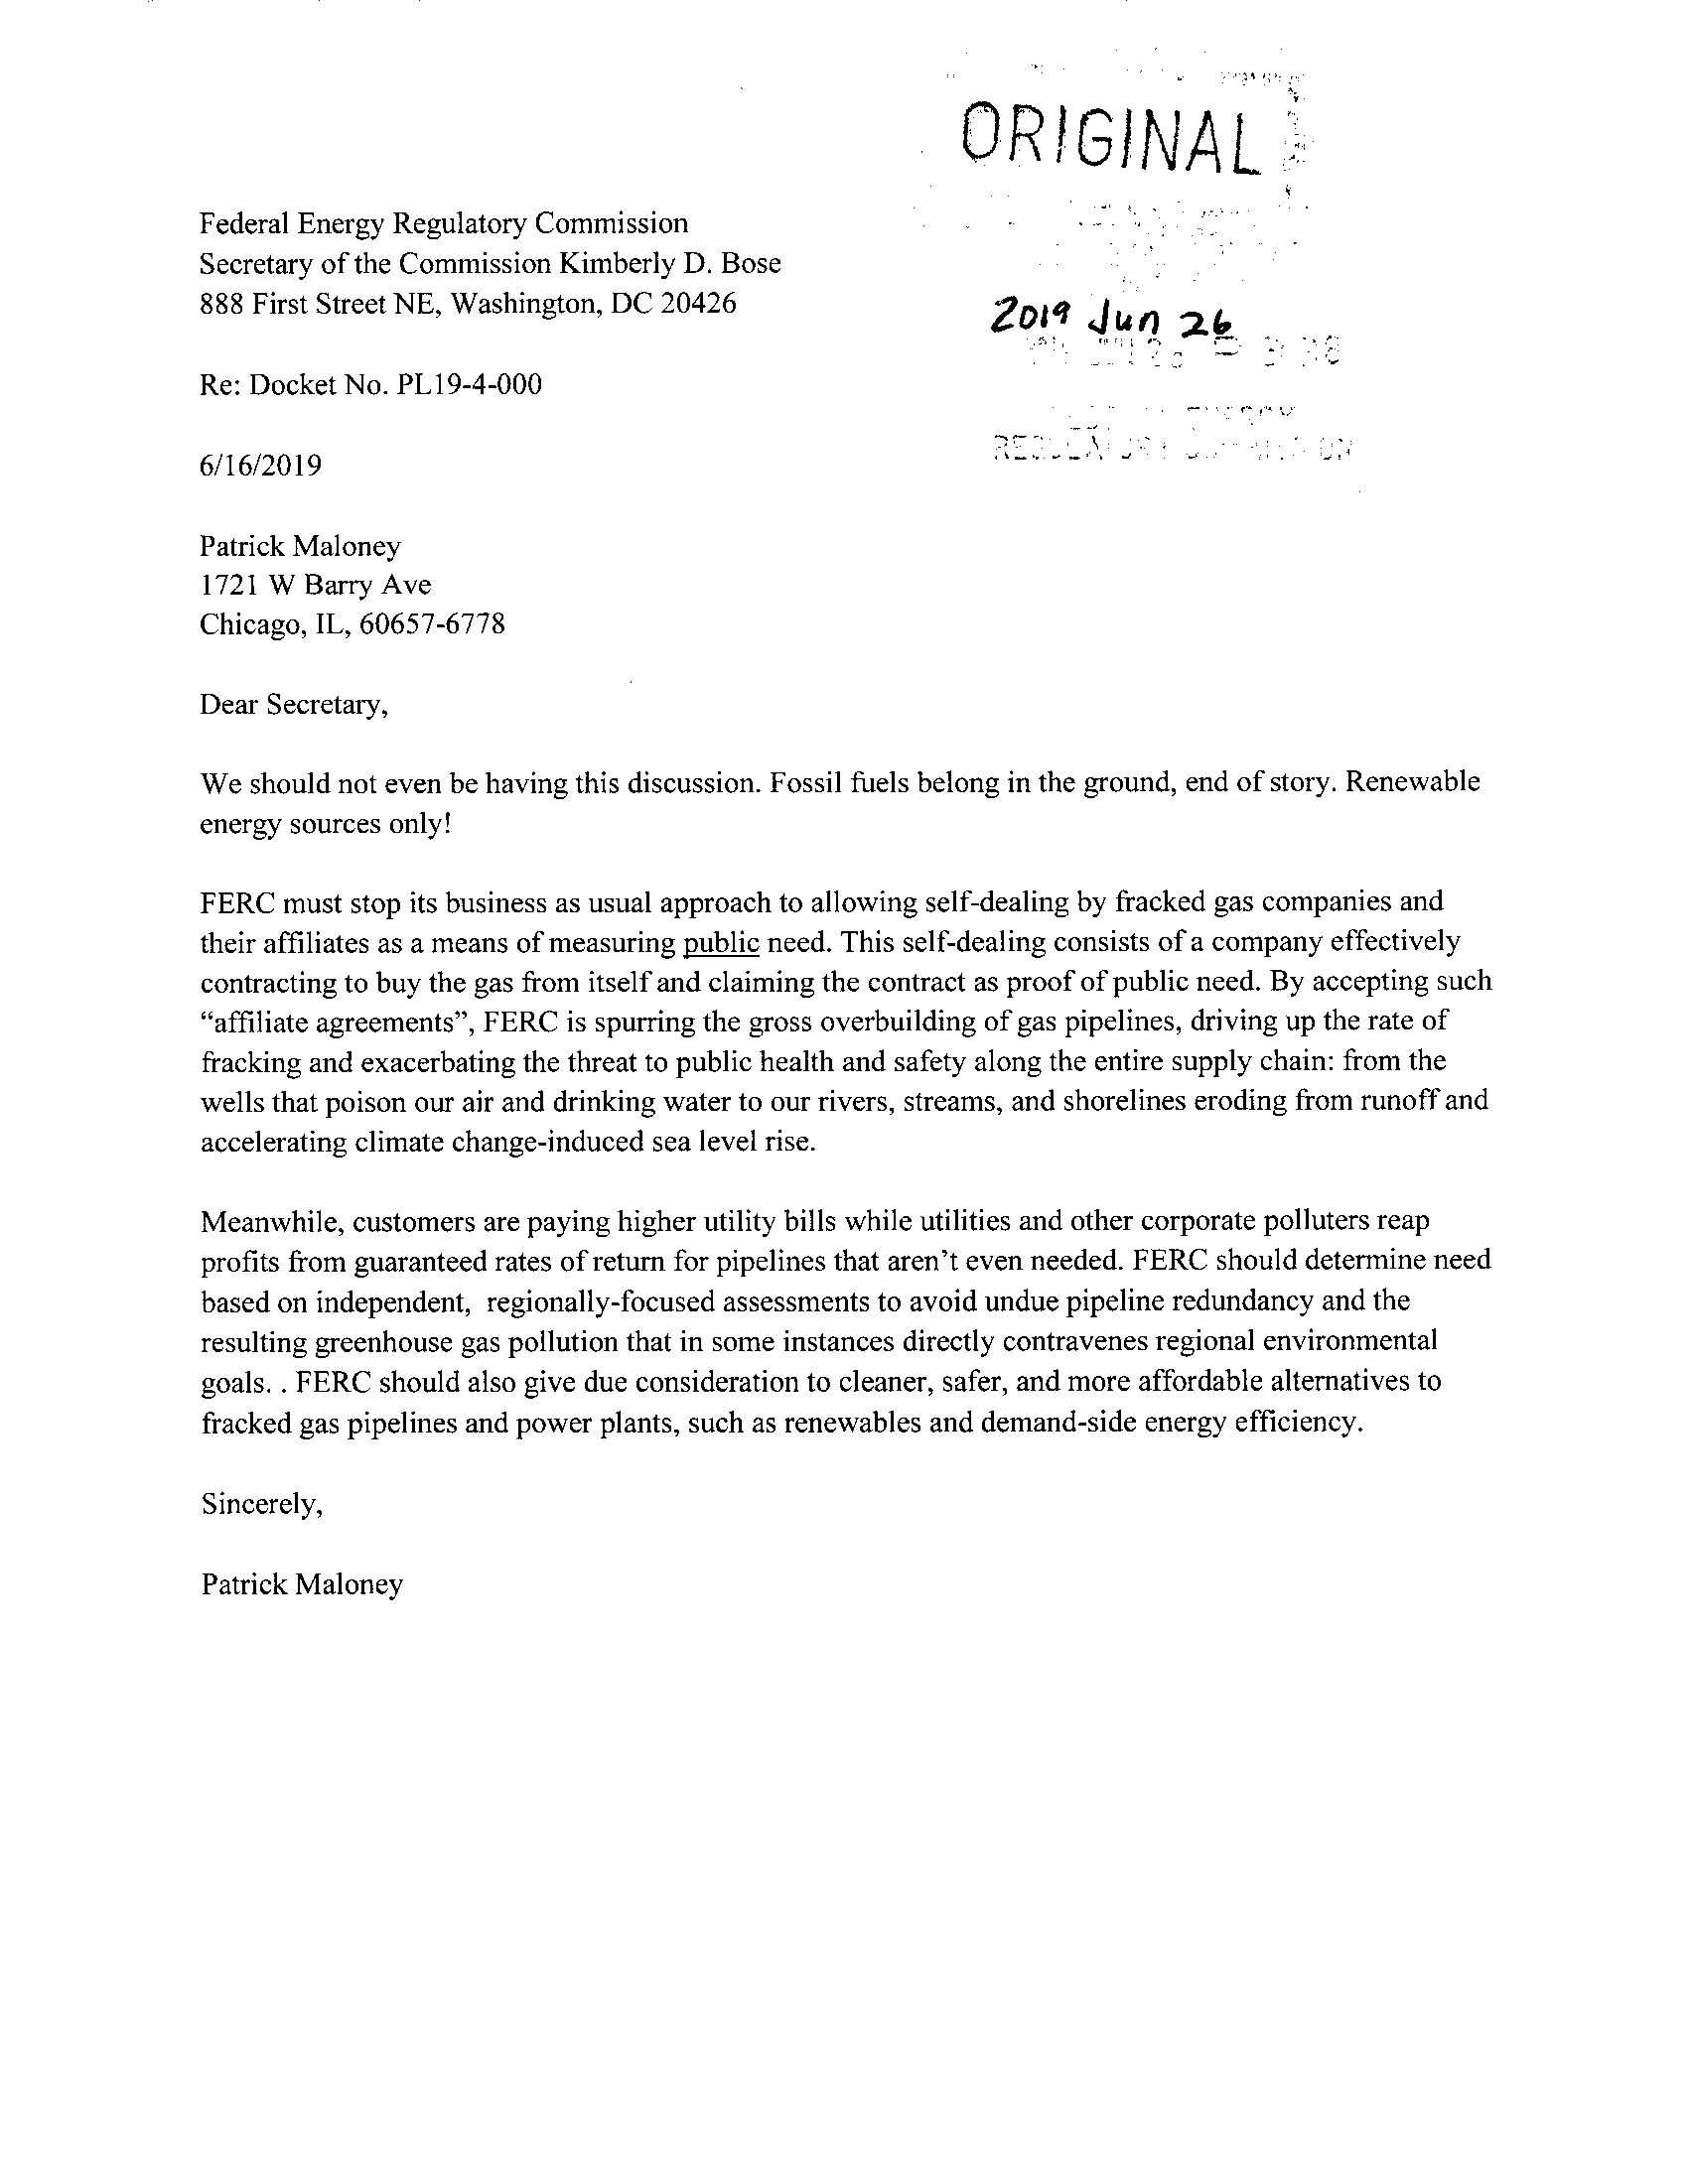 ORIGINAL
Federal Energy Regulatory Commission
Secretary of the Commission Kimberly D. Bose
888 First Street NE, Washington, DC 20426
2019 Jun 26
Re: Docket No. PL19-4-000
6/16/2019
Patrick Maloney
1721 W Barry Ave
Chicago, IL, 60657-6778
Dear Secretary,
We should not even be having this discussion. Fossil fuels belong in the ground, end of story. Renewable
energy sources only!
FERC must stop its business as usual approach to allowing self-dealing by fracked gas companies and
their affiliates as a means of measuring public need. This self-dealing consists of a company effectively
contracting to buy the gas from itself and claiming the contract as proof of public need. By accepting such
“affiliate agreements”, FERC is spurring the gross overbuilding of gas pipelines, driving up the rate of
fracking and exacerbating the threat to public health and safety along the entire supply chain: from the
wells that poison our air and drinking water to our rivers, streams, and shorelines eroding from runoff and
accelerating climate change-induced sea level rise.
Meanwhile, customers are paying higher utility bills while utilities and other corporate polluters reap
profits from guaranteed rates of return for pipelines that aren’t even needed. FERC should determine need
based on independent,  regionally-focused assessments to avoid undue pipeline redundancy and the
resulting greenhouse gas pollution that in some instances directly contravenes regional environmental
goals. . FERC should also give due consideration to cleaner, safer, and more affordable alternatives to
fracked gas pipelines and power plants, such as renewables and demand-side energy efficiency.
Sincerely,
Patrick Maloney